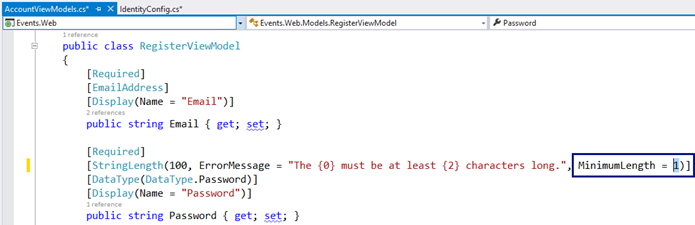 AccountViewModels.cs* IdentityConfig.cs*
Events.Web Events.Web.Models.RegisterViewModel Password
1 reference
public class RegisterViewModel
{
[Required]
[EmailAddress]
[Display(Name = "Email")]
2 references
public string Email { get; set; }
[Required]
[StringLength(100, ErrorMessage = "The {0} must be at least {2} characters long.", MinimumLength = 1)]
[DataType(DataType.Password)]
[Display(Name = "Password")]
1 reference
public string Password { get; set; }